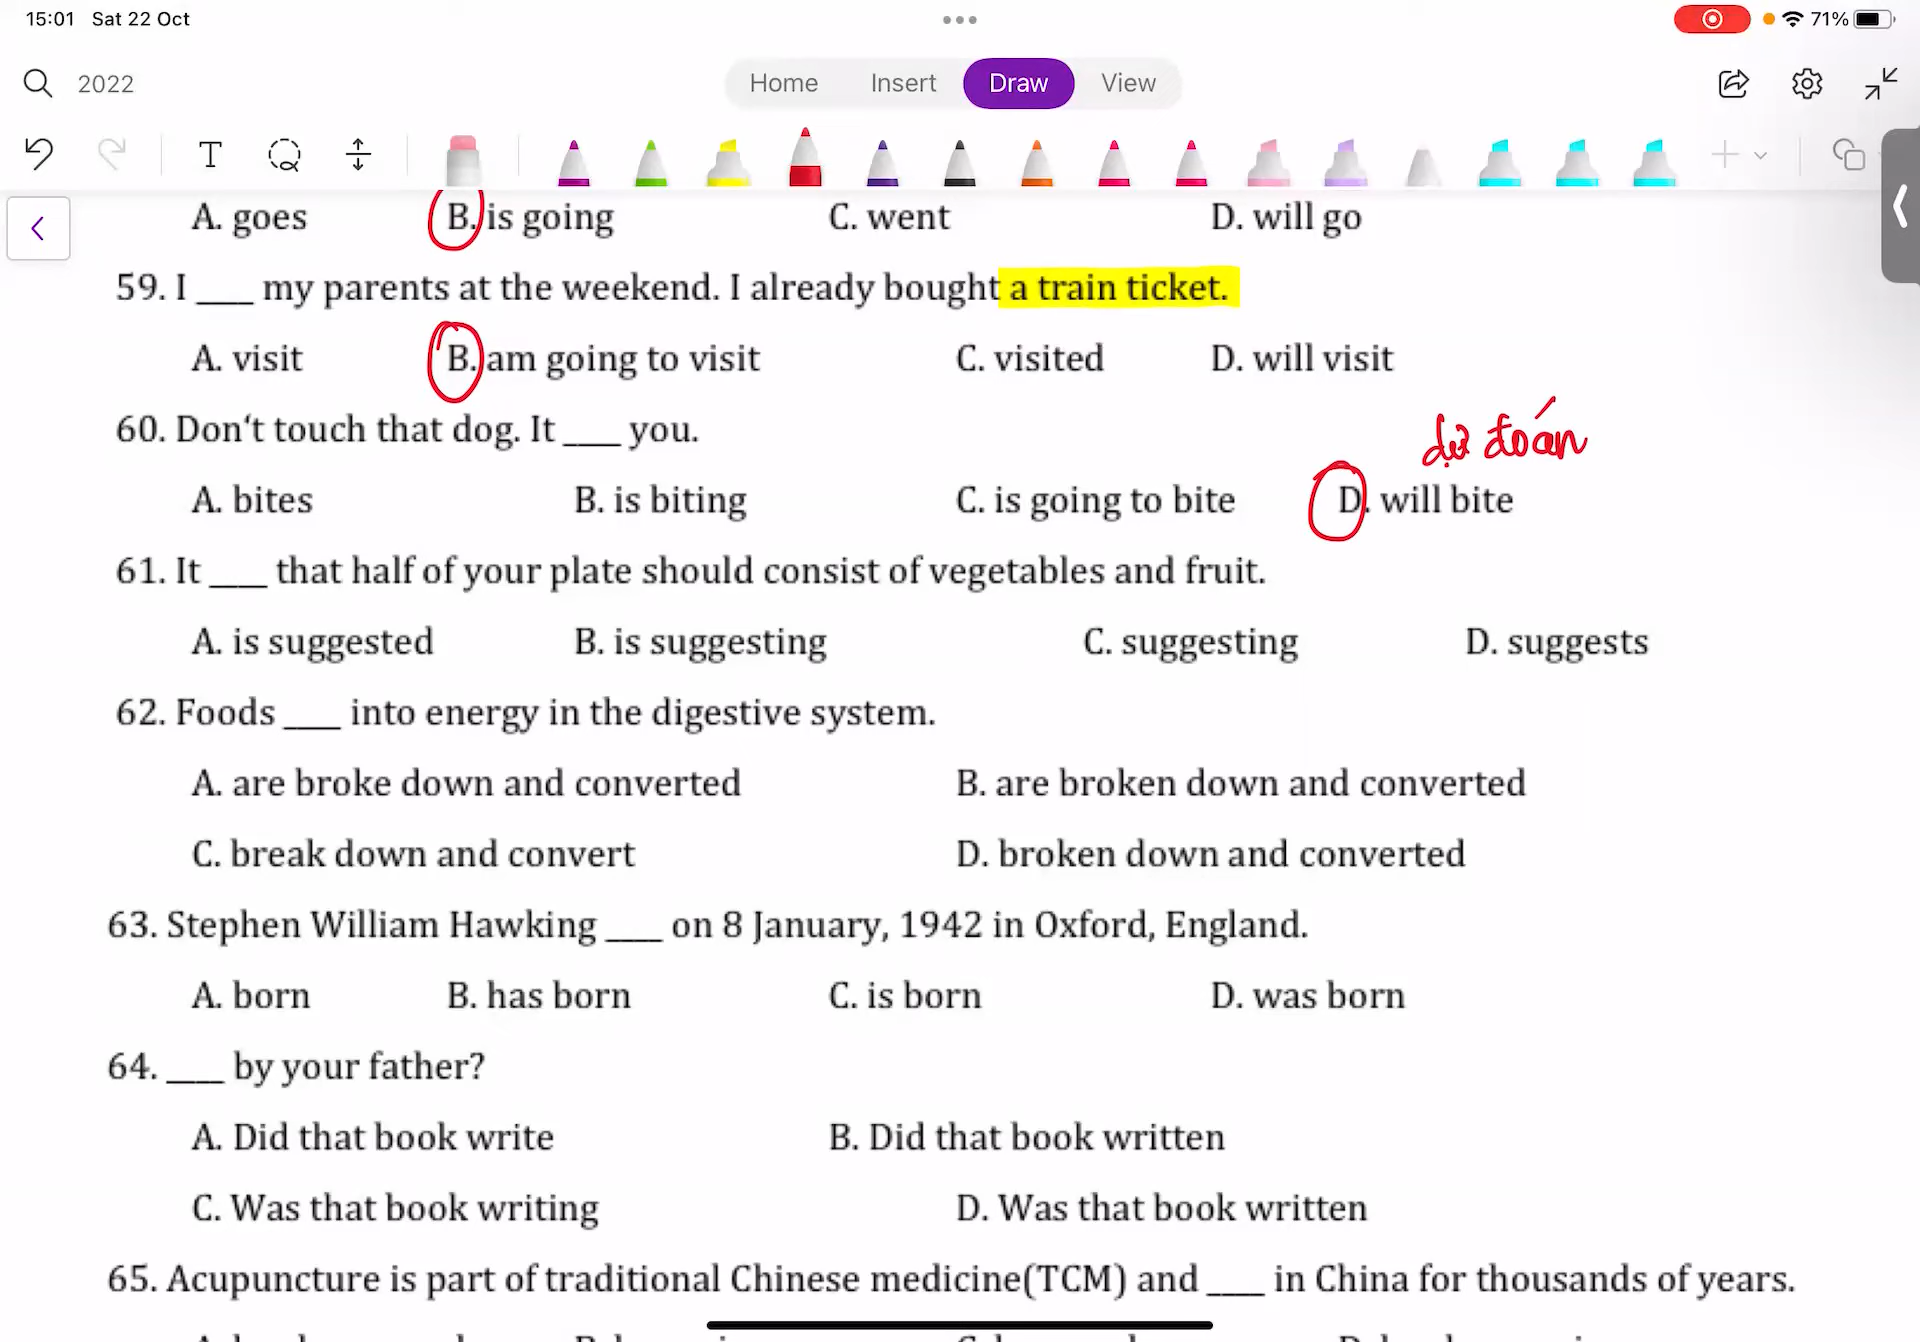 15:01 Sat 22 Oct
71%
2022
Home Insert Draw View
A. goes B. is going C. went D. will go
59. I ___ my parents at the weekend. I already bought a train ticket.
A. visit B. am going to visit C. visited D. will visit
60. Don‘t touch that dog. It ___ you.
dự đoán
A. bites B. is biting C. is going to bite D. will bite
61. It ___ that half of your plate should consist of vegetables and fruit.
A. is suggested B. is suggesting C. suggesting D. suggests
62. Foods ___ into energy in the digestive system.
A. are broke down and converted B. are broken down and converted
C. break down and convert D. broken down and converted
63. Stephen William Hawking ___ on 8 January, 1942 in Oxford, England.
A. born B. has born C. is born D. was born
64. ___ by your father?
A. Did that book write B. Did that book written
C. Was that book writing D. Was that book written
65. Acupuncture is part of traditional Chinese medicine(TCM) and ___ in China for thousands of years.